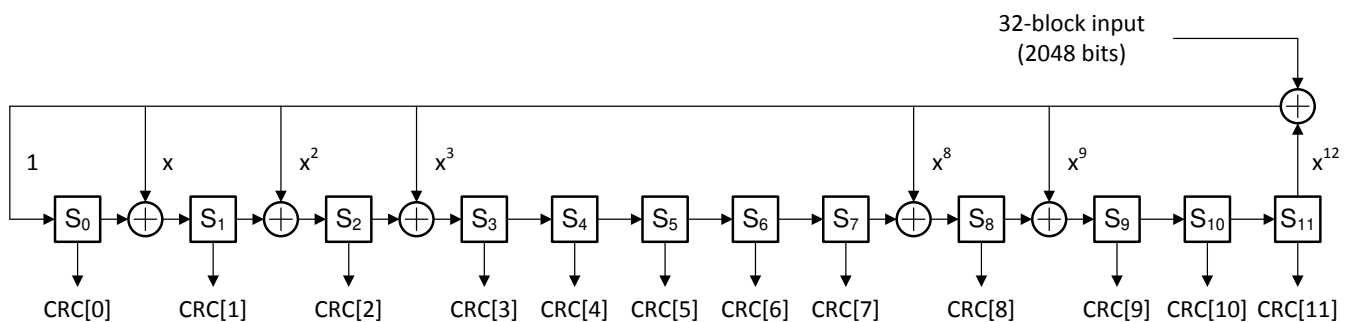 32-block input
(2048 bits)
1 x x² x³ x⁸ x⁹ x¹²
S₀ S₁ S₂ S₃ S₄ S₅ S₆ S₇ S₈ S₉ S₁₀ S₁₁
CRC[0] CRC[1] CRC[2] CRC[3] CRC[4] CRC[5] CRC[6] CRC[7] CRC[8] CRC[9] CRC[10] CRC[11]